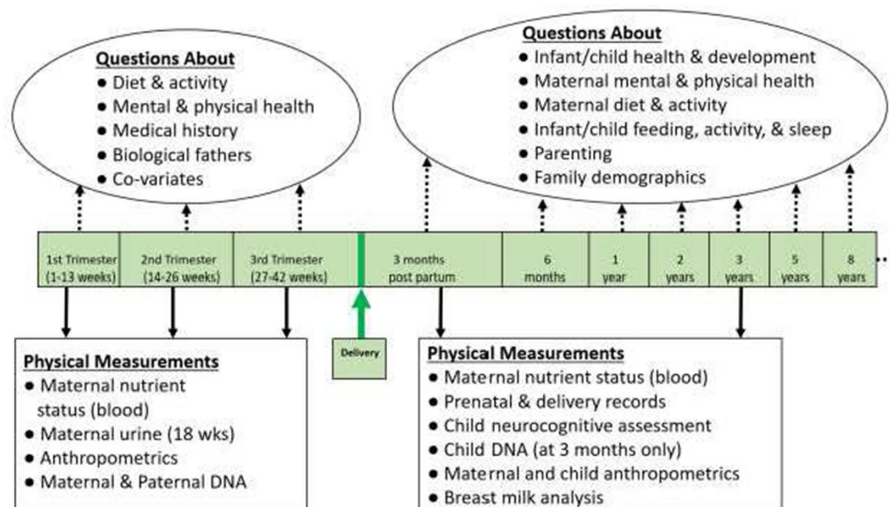 Questions About
● Diet & activity
● Mental & physical health
● Medical history
● Biological fathers
● Co-variates
Questions About
● Infant/child health & development
● Maternal mental & physical health
● Maternal diet & activity
● Infant/child feeding, activity, & sleep
● Parenting
● Family demographics
1st Trimester
(1-13 weeks)
2nd Trimester
(14-26 weeks)
3rd Trimester
(27-42 weeks)
3 months
post partum
6
months
1
year
2
years
3
years
5
years
8
years
...
Delivery
Physical Measurements
● Maternal nutrient
status (blood)
● Maternal urine (18 wks)
● Anthropometrics
● Maternal & Paternal DNA
Physical Measurements
● Maternal nutrient status (blood)
● Prenatal & delivery records
● Child neurocognitive assessment
● Child DNA (at 3 months only)
● Maternal and child anthropometrics
● Breast milk analysis